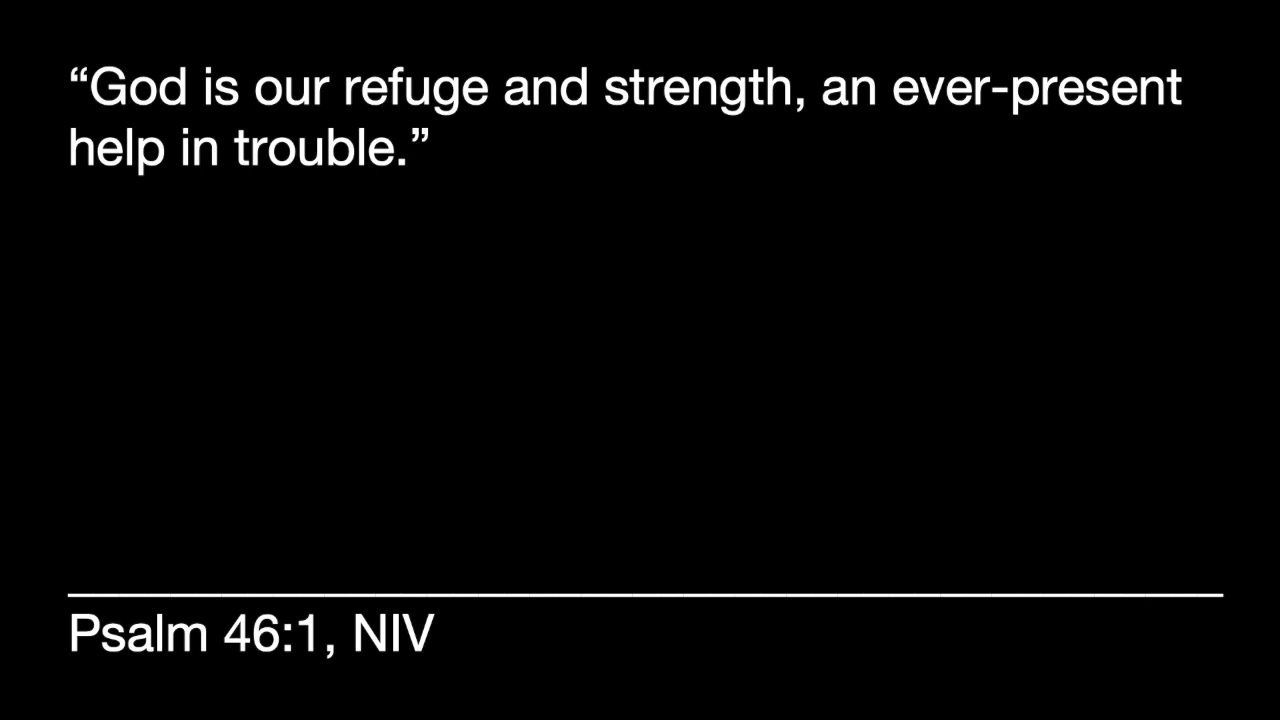 “God is our refuge and strength, an ever-present
help in trouble.”
Psalm 46:1, NIV